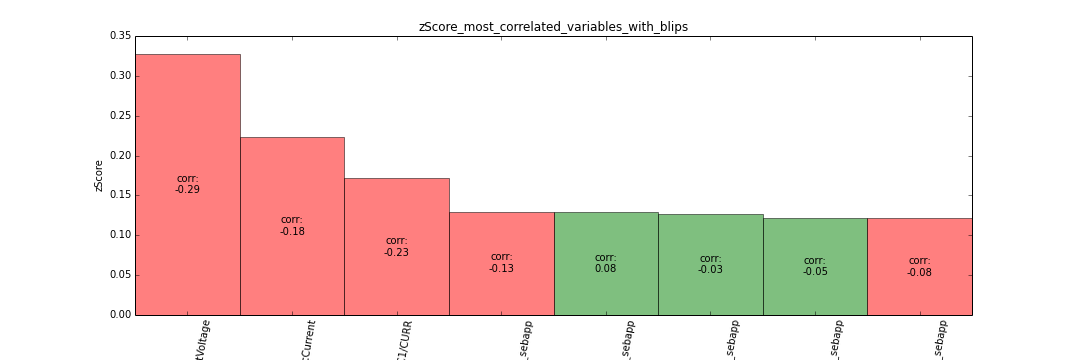 zScore_most_correlated_variables_with_blips
0.35
0.30
0.25
0.20
0.15
0.10
0.05
0.00
zScore
corr:
-0.29
corr:
-0.18
corr:
-0.23
corr:
-0.13
corr:
0.08
corr:
-0.03
corr:
-0.05
corr:
-0.08
tVoltage
:Current
C1/CURR
_sebapp
_sebapp
_sebapp
_sebapp
_sebapp